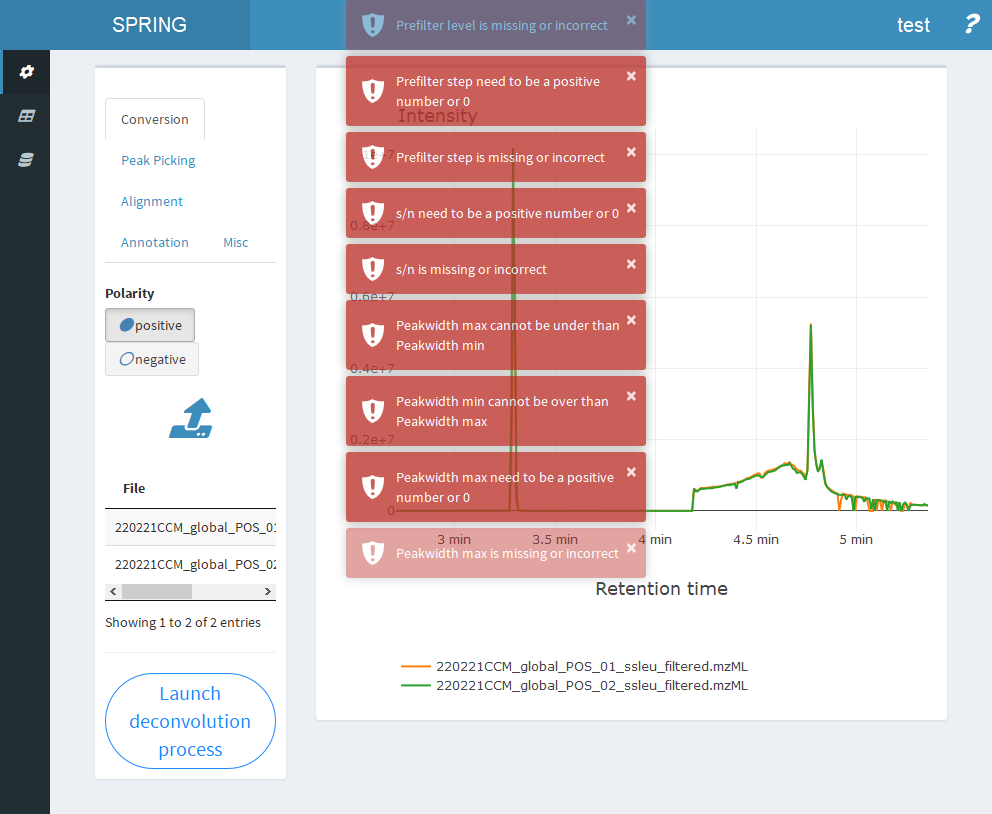 SPRING
test
?
Conversion
Peak Picking
Alignment
Annotation
Misc
Polarity
positive
negative
File
220221CCM_global_POS_01
220221CCM_global_POS_02
Showing 1 to 2 of 2 entries
Launch
deconvolution
process
Prefilter level is missing or incorrect
×
Prefilter step need to be a positive
number or 0
×
Prefilter step is missing or incorrect
×
s/n need to be a positive number or 0
×
s/n is missing or incorrect
×
Peakwidth max cannot be under than
Peakwidth min
×
Peakwidth min cannot be over than
Peakwidth max
×
Peakwidth max need to be a positive
number or 0
×
Peakwidth max is missing or incorrect
×
Intensity
0.8e+7
0.6e+7
0.4e+7
0.2e+7
0
3 min
3.5 min
4 min
4.5 min
5 min
Retention time
220221CCM_global_POS_01_ssleu_filtered.mzML
220221CCM_global_POS_02_ssleu_filtered.mzML